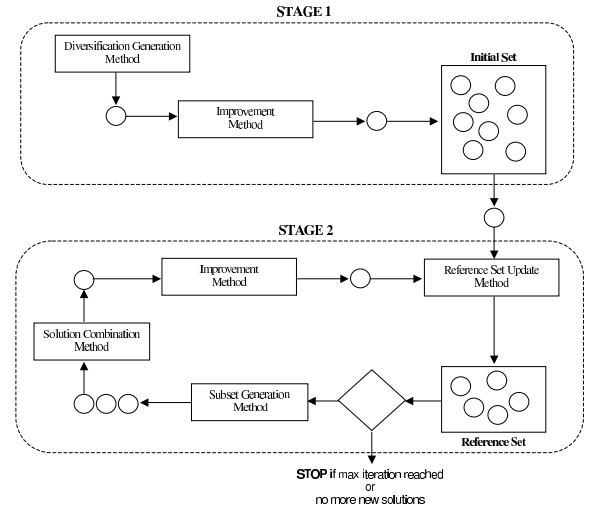 STAGE 1
Diversification Generation
Method
Initial Set
Improvement
Method
STAGE 2
Improvement
Method
Reference Set Update
Method
Solution Combination
Method
Subset Generation
Method
Reference Set
STOP if max iteration reached
or
no more new solutions